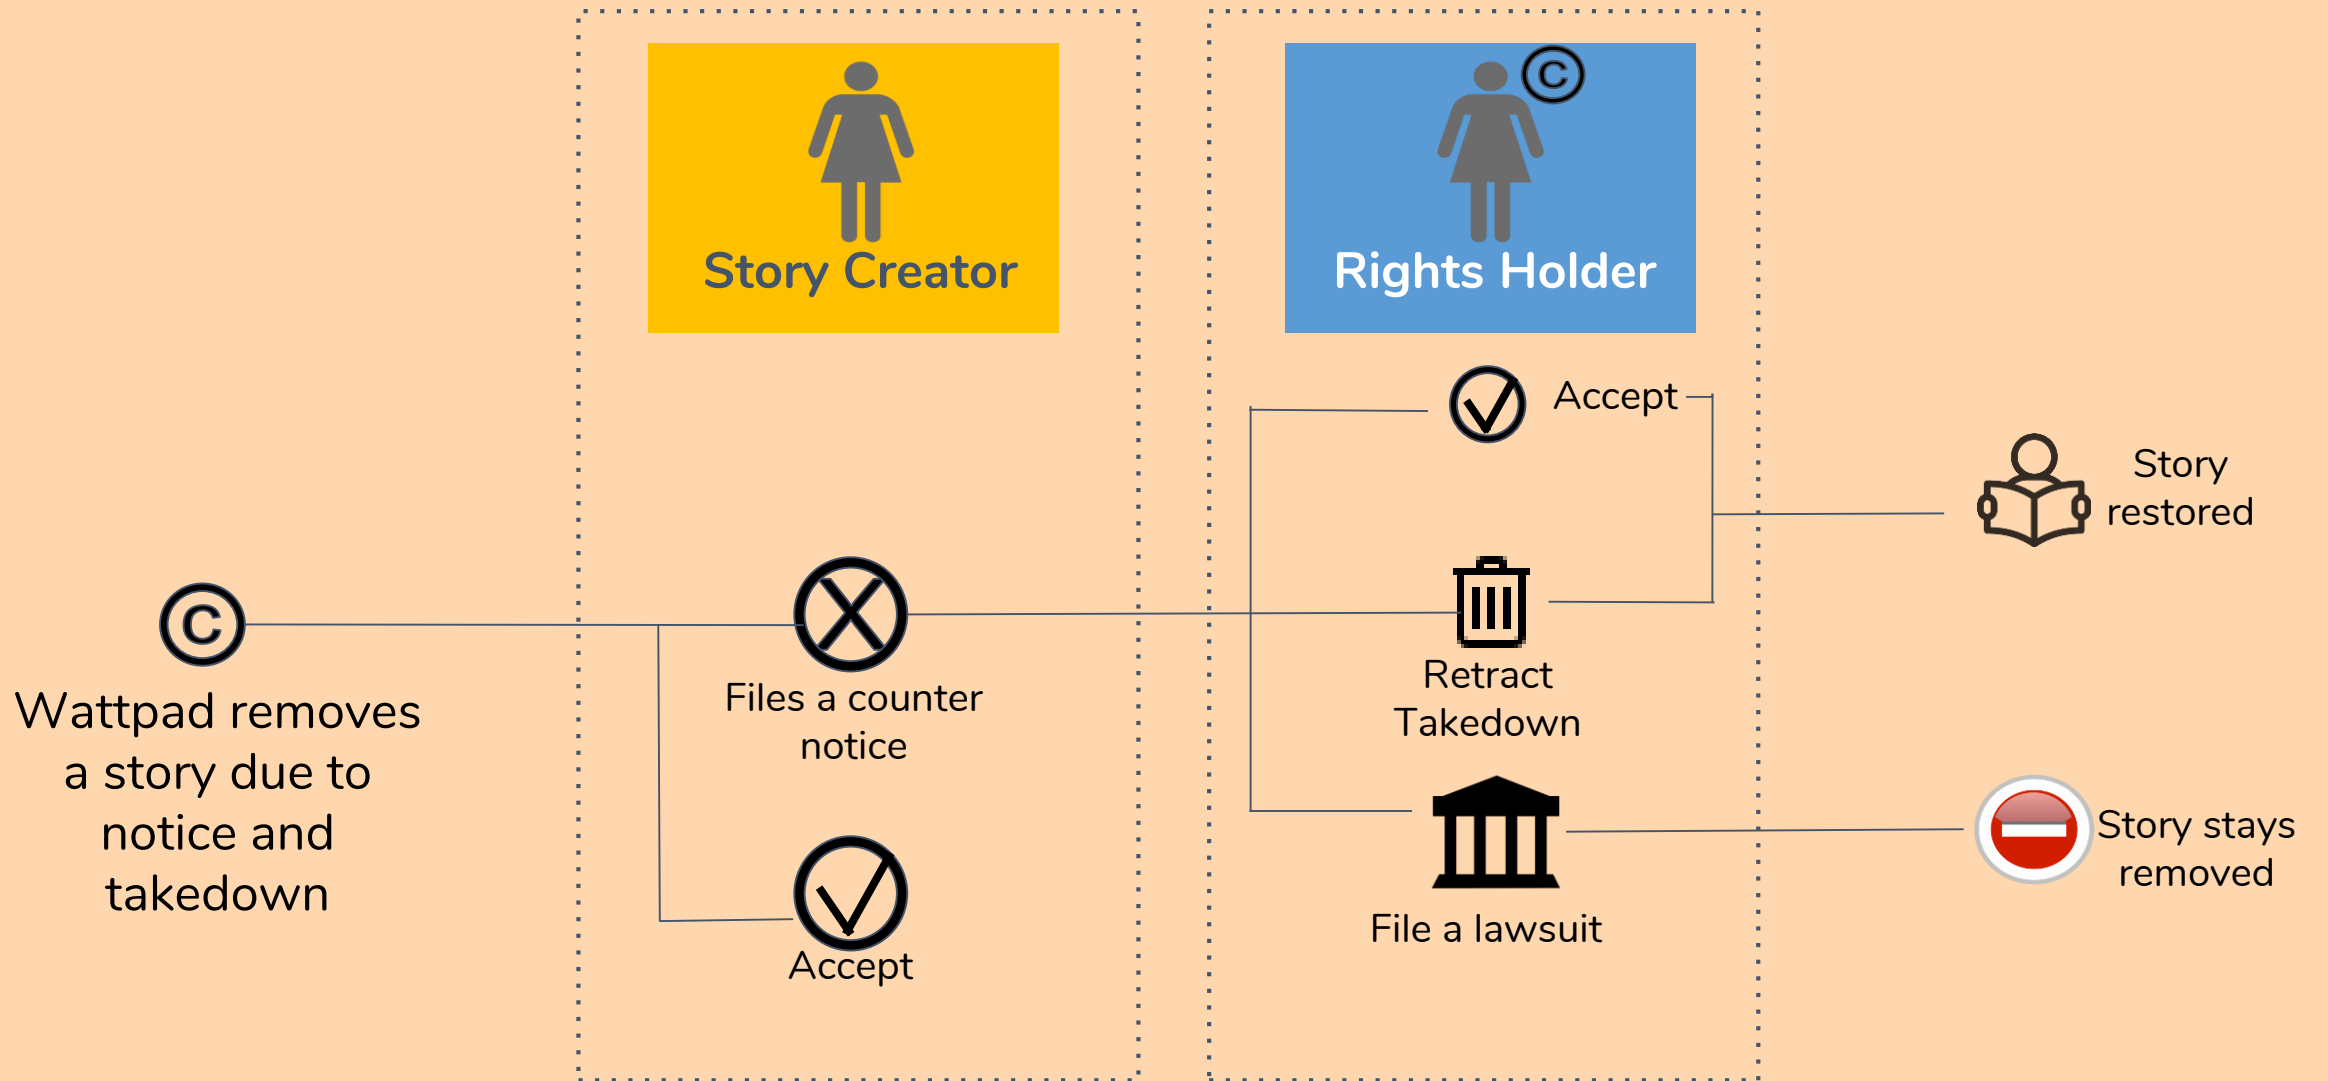 Story Creator
Rights Holder
©
Accept
Story
restored
©
X
Files a counter
notice
Retract
Takedown
Wattpad removes
a story due to
notice and
takedown
Story stays
removed
File a lawsuit
Accept